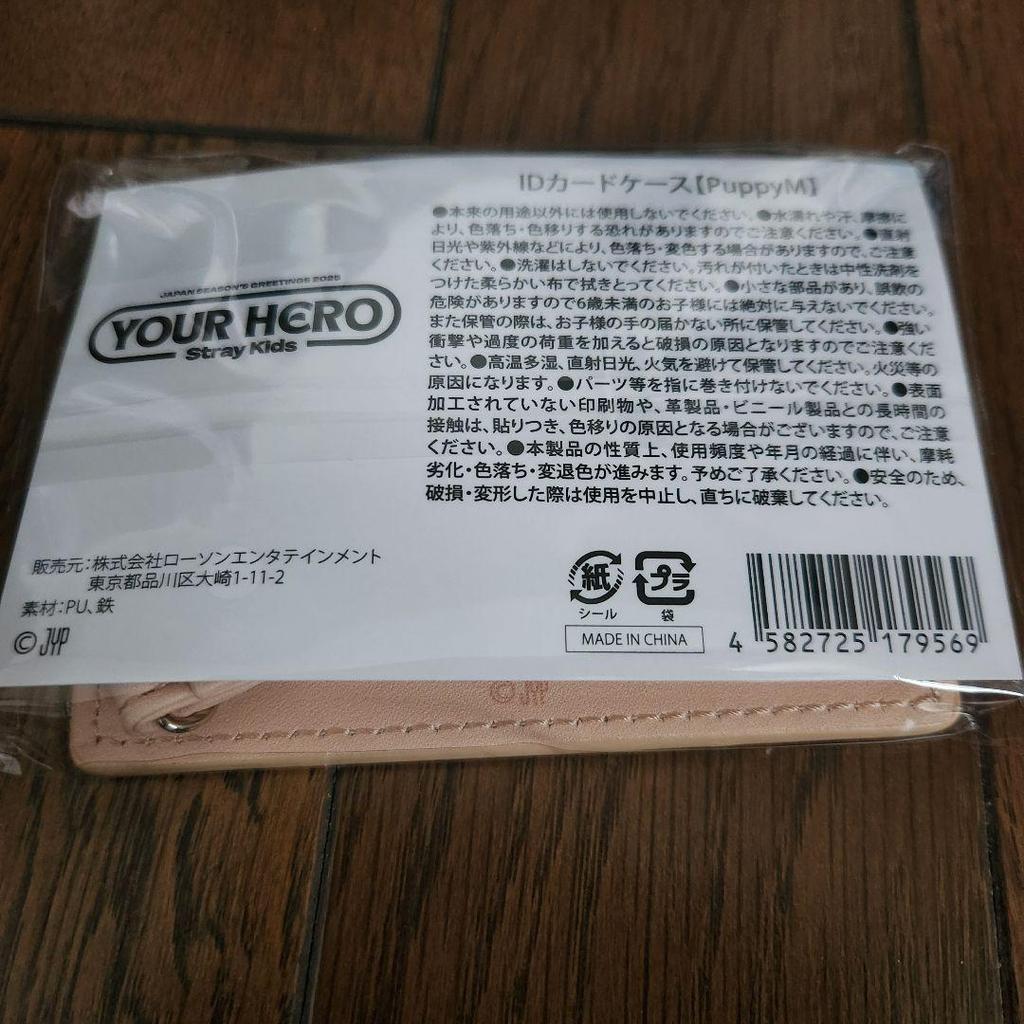 IDカードケース【PuppyM】
●本来の用途以外には使用しないでください。●水濡れや汗、摩擦に
より、色落ち・色移りする恐れがありますのでご注意ください。●直射
日光や紫外線などにより、色落ち・変色する場合がありますので、ご注意
ください。●洗濯はしないでください。汚れが付いたときは中性洗剤を
つけた柔らかい布で拭きとってください。●小さな部品があり、誤飲の
危険がありますので6歳未満のお子様には絶対に与えないでください。
また保管の際は、お子様の手の届かない所に保管してください。●強い
衝撃や過度の荷重を加えると破損の原因となりますのでご注意くだ
さい。●高温多湿、直射日光、火気を避けて保管してください。火災等の
原因になります。●パーツ等を指に巻き付けないでください。●表面
加工されていない印刷物や、革製品・ビニール製品との長時間の
接触は、貼りつき、色移りの原因となる場合がございますので、ご注意
ください。●本製品の性質上、使用頻度や年月の経過に伴い、摩耗
劣化・色落ち・変退色が進みます。予めご了承ください。●安全のため、
破損・変形した際は使用を中止し、直ちに破棄してください。
JAPAN SEASON'S GREETINGS 2025
YOUR HERO
Stray Kids
販売元:株式会社ローソンエンタテインメント
東京都品川区大崎1-11-2
素材:PU、鉄
© JYP
紙
シール
プラ
袋
MADE IN CHINA
4 582725 179569
© JYP